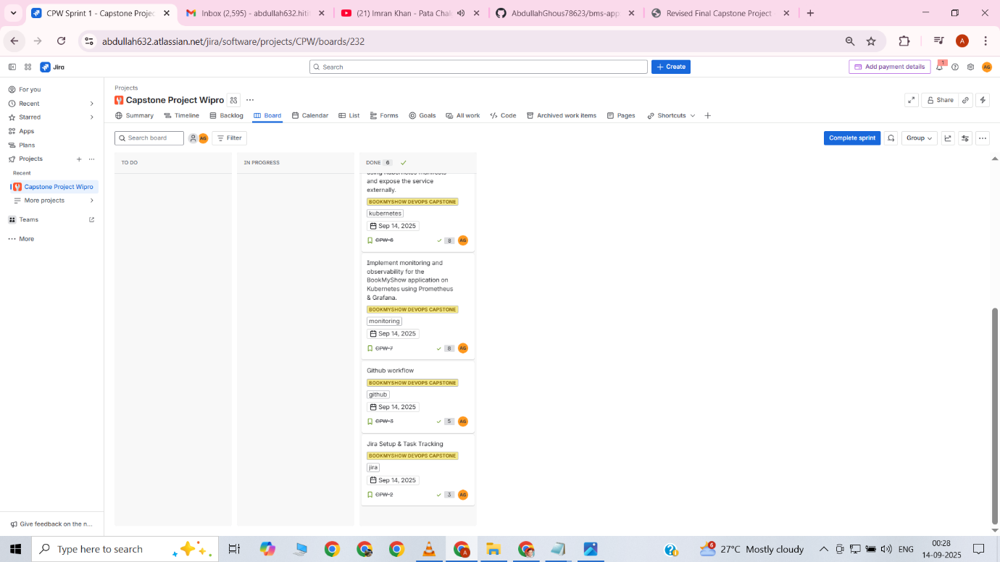 CPW Sprint 1 - Capstone Projec
Inbox (2,595) - abdullah632.hith
(21) Imran Khan - Pata Chal
AbdullahGhous78623/bms-app
Revised Final Capstone Project
abdullah632.atlassian.net/jira/software/projects/CPW/boards/232
A
Jira
Search
Create
Add payment details
1
AG
For you
Recent
Starred
Apps
Plans
Projects
Recent
Capstone Project Wipro
More projects
Teams
More
Give feedback on the n...
Projects
Capstone Project Wipro
Share
Summary
Timeline
Backlog
Board
Calendar
List
Forms
Goals
All work
Code
Archived work items
Pages
Shortcuts
Search board
AG
Filter
Complete sprint
Group
TO DO
IN PROGRESS
DONE 6
using Kubernetes manifests
and expose the service
externally.
BOOKMYSHOW DEVOPS CAPSTONE
kubernetes
Sep 14, 2025
CPW-6 8 AG
Implement monitoring and
observability for the
BookMyShow application on
Kubernetes using Prometheus
& Grafana.
BOOKMYSHOW DEVOPS CAPSTONE
monitoring
Sep 14, 2025
CPW-7 8 AG
Github workflow
BOOKMYSHOW DEVOPS CAPSTONE
github
Sep 14, 2025
CPW-3 5 AG
Jira Setup & Task Tracking
BOOKMYSHOW DEVOPS CAPSTONE
jira
Sep 14, 2025
CPW-2 3 AG
Type here to search
A
6
27°C Mostly cloudy
ENG
00:28
14-09-2025